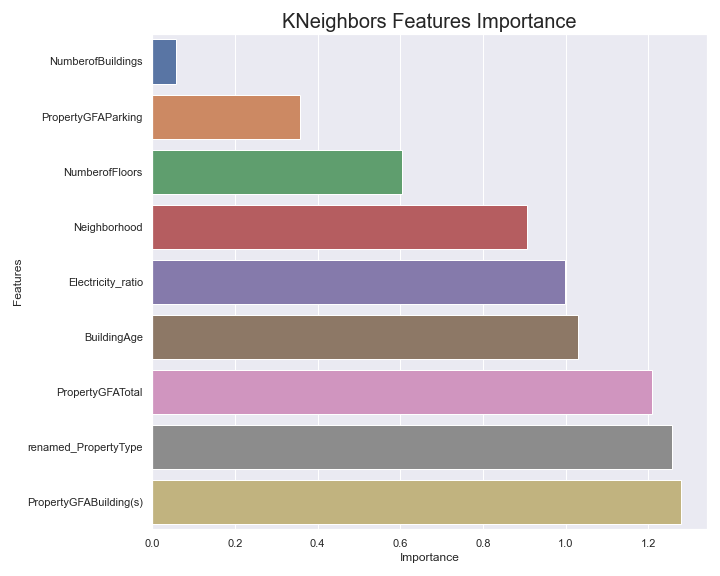 KNeighbors Features Importance
NumberofBuildings
PropertyGFAParking
NumberofFloors
Neighborhood
Electricity_ratio
BuildingAge
PropertyGFATotal
renamed_PropertyType
PropertyGFABuilding(s)
Features
0.0 0.2 0.4 0.6 0.8 1.0 1.2
Importance